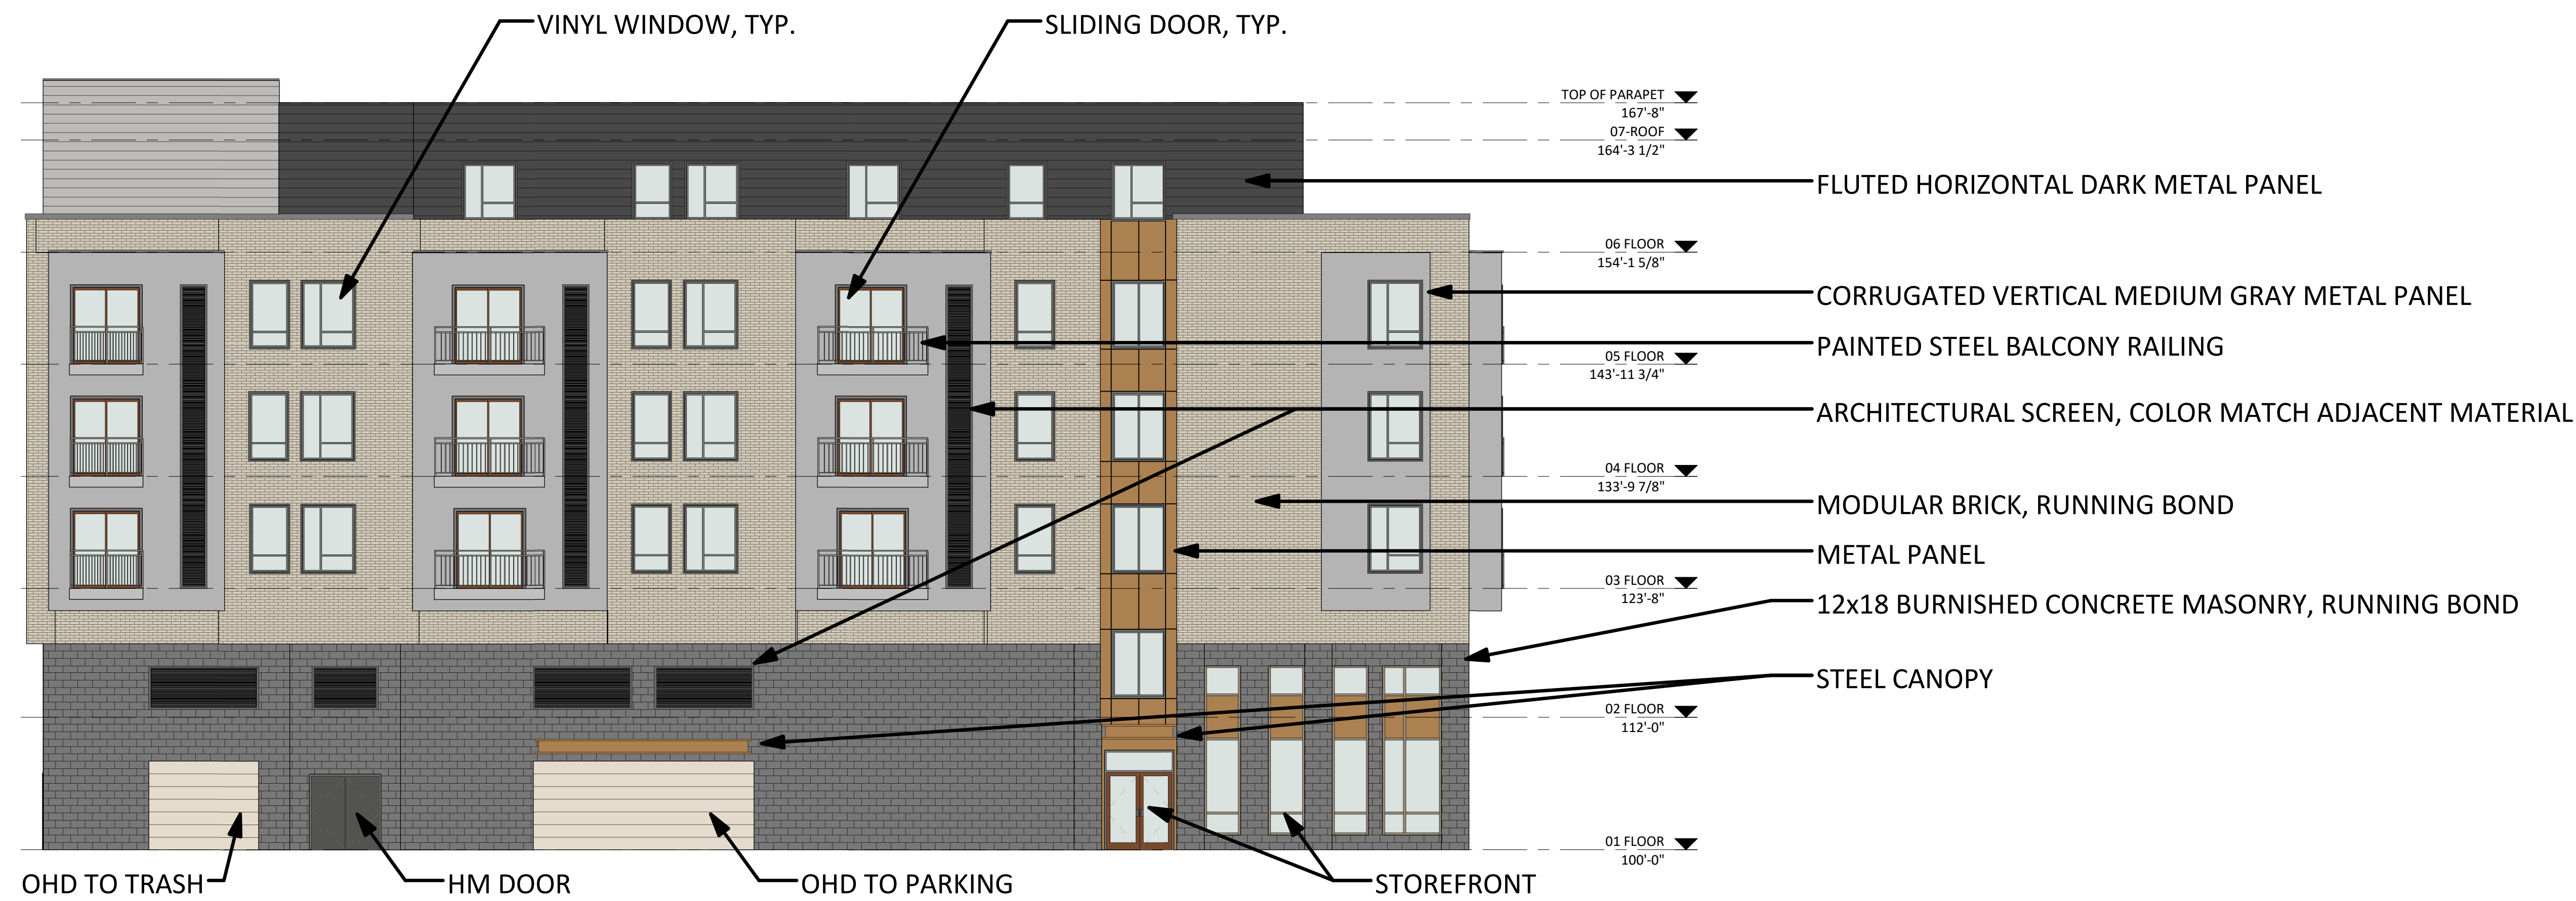 VINYL WINDOW, TYP.
SLIDING DOOR, TYP.
TOP OF PARAPET
167'-8"
07-ROOF
164'-3 1/2"
FLUTED HORIZONTAL DARK METAL PANEL
06 FLOOR
154'-1 5/8"
CORRUGATED VERTICAL MEDIUM GRAY METAL PANEL
PAINTED STEEL BALCONY RAILING
05 FLOOR
143'-11 3/4"
ARCHITECTURAL SCREEN, COLOR MATCH ADJACENT MATERIAL
04 FLOOR
133'-9 7/8"
MODULAR BRICK, RUNNING BOND
METAL PANEL
03 FLOOR
123'-8"
12x18 BURNISHED CONCRETE MASONRY, RUNNING BOND
STEEL CANOPY
02 FLOOR
112'-0"
01 FLOOR
100'-0"
OHD TO TRASH
HM DOOR
OHD TO PARKING
STOREFRONT